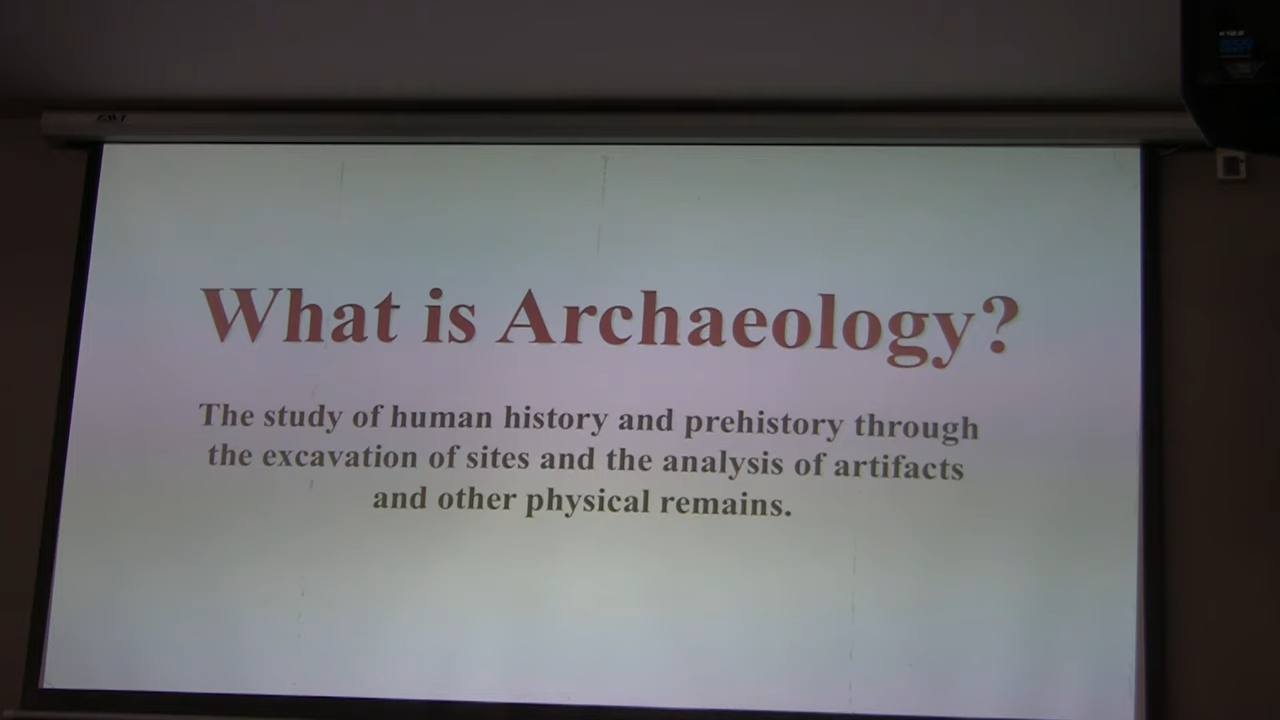 What is Archaeology?
The study of human history and prehistory through
the excavation of sites and the analysis of artifacts
and other physical remains.